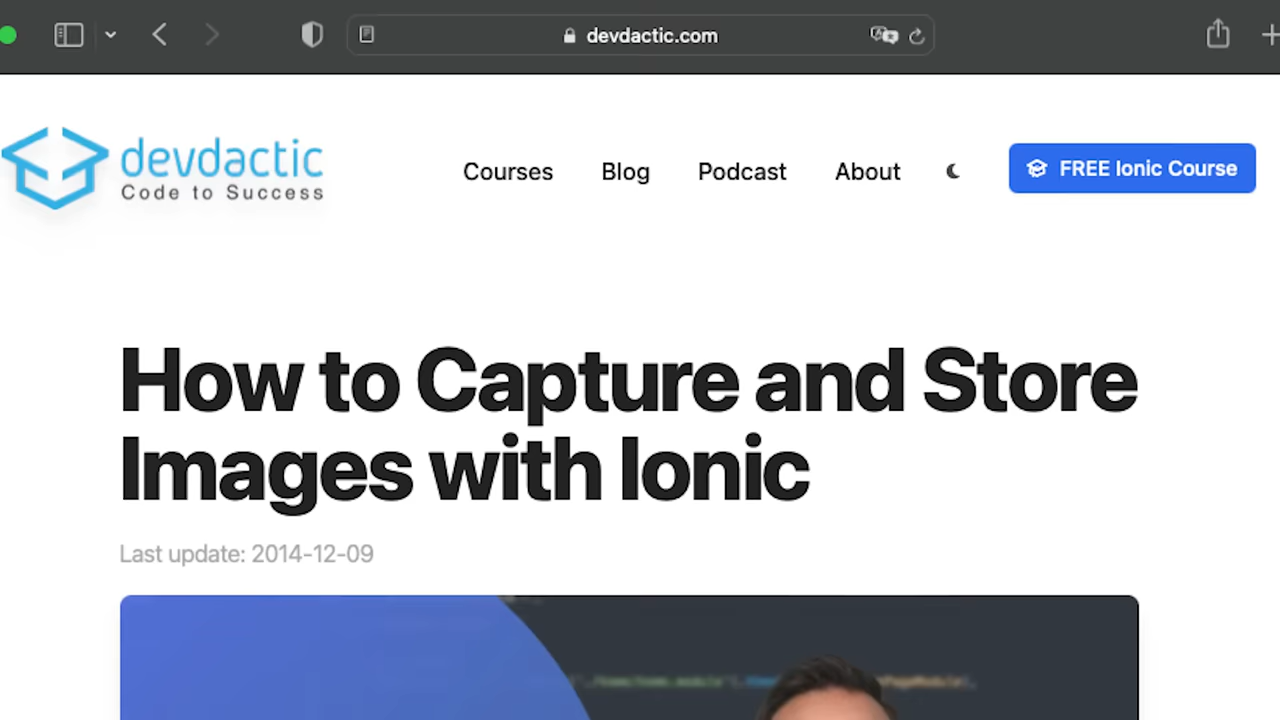 devdactic.com
devdactic
Code to Success
Courses Blog Podcast About FREE Ionic Course
How to Capture and Store
Images with Ionic
Last update: 2014-12-09